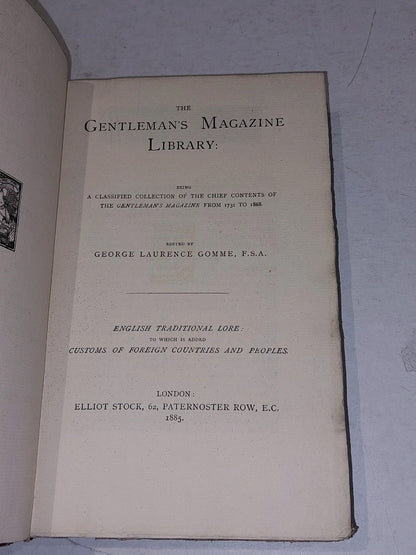 THE
GENTLEMAN'S MAGAZINE
LIBRARY:
BEING
A CLASSIFIED COLLECTION OF THE CHIEF CONTENTS OF
THE GENTLEMAN'S MAGAZINE FROM 1731 TO 1868.
EDITED BY
GEORGE LAURENCE GOMME, F.S.A.
ENGLISH TRADITIONAL LORE:
TO WHICH IS ADDED
CUSTOMS OF FOREIGN COUNTRIES AND PEOPLES.
LONDON:
ELLIOT STOCK, 62, PATERNOSTER ROW, E.C.
1885.